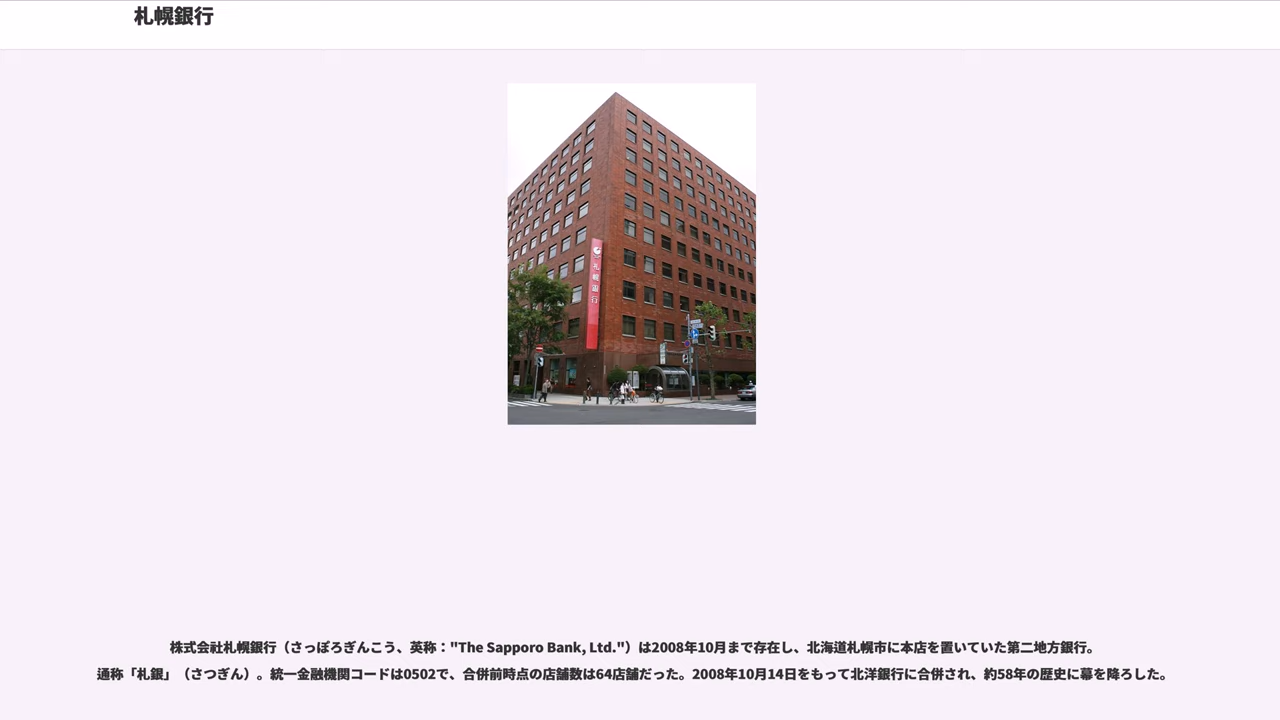 札幌銀行
札幌銀行
株式会社札幌銀行（さっぽろぎんこう、英称："The Sapporo Bank, Ltd."）は2008年10月まで存在し、北海道札幌市に本店を置いていた第二地方銀行。
通称「札銀」（さつぎん）。統一金融機関コードは0502で、合併前時点の店舗数は64店舗だった。2008年10月14日をもって北洋銀行に合併され、約58年の歴史に幕を降ろした。